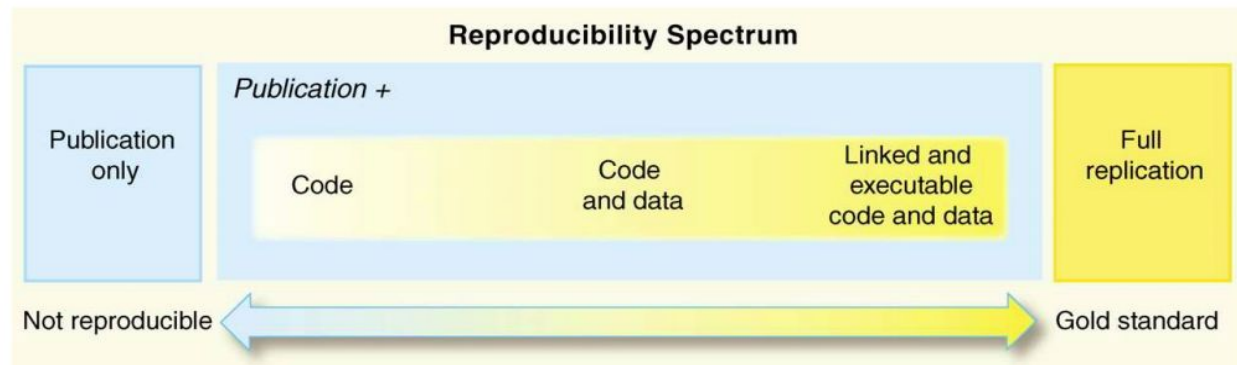 Reproducibility Spectrum
Publication
only
Publication +
Code
Code
and data
Linked and
executable
code and data
Full
replication
Not reproducible
Gold standard